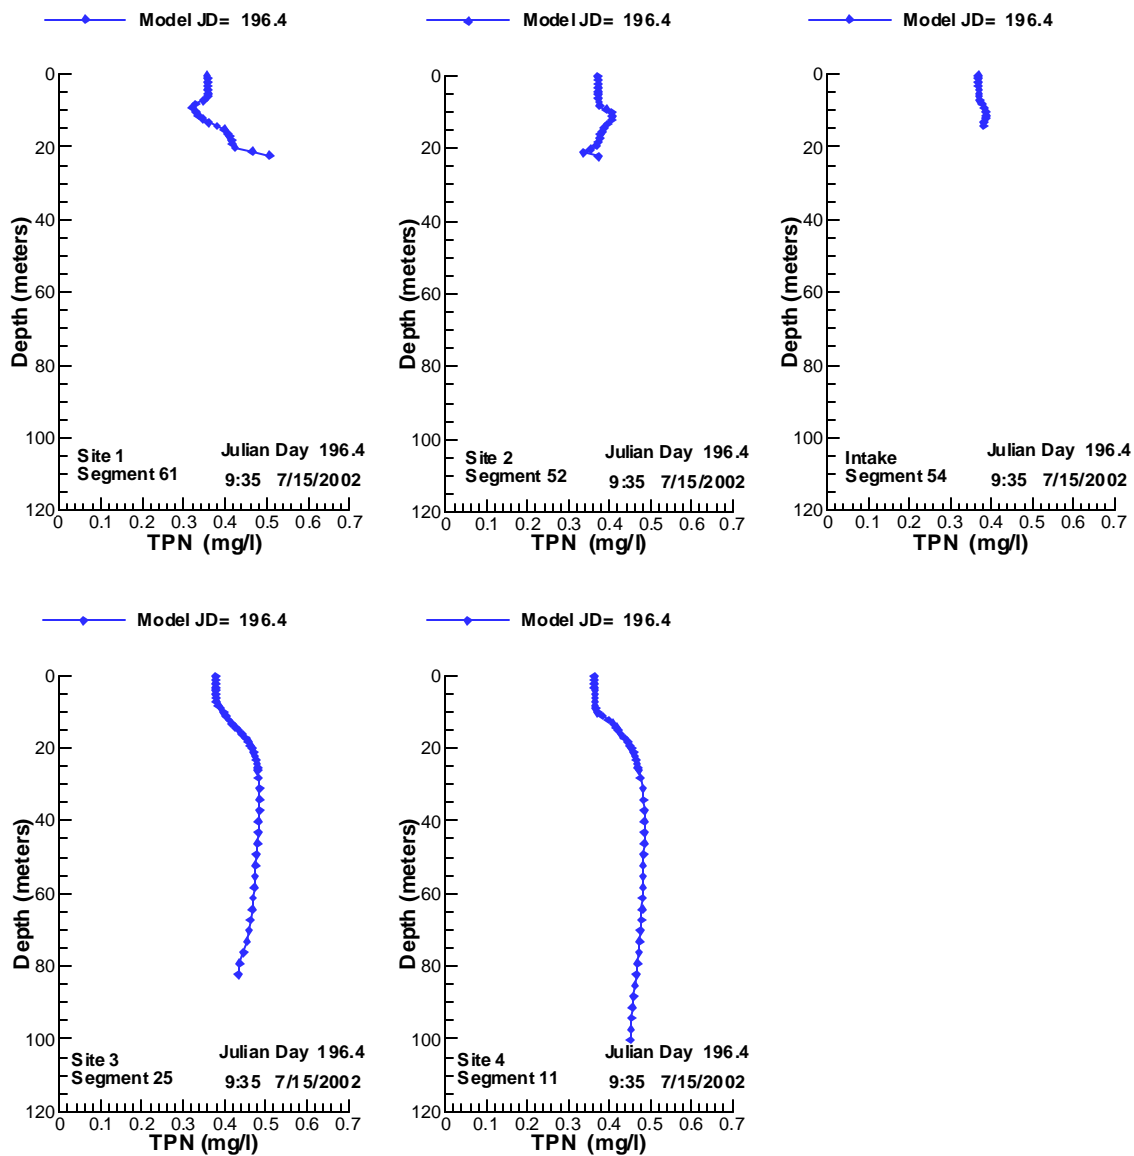 Model JD= 196.4
0
20
40
60
80
100
120
Depth (meters)
Site 1
Segment 61
Julian Day 196.4
9:35 7/15/2002
0 0.1 0.2 0.3 0.4 0.5 0.6 0.7
TPN (mg/l)
Model JD= 196.4
0
20
40
60
80
100
120
Depth (meters)
Site 2
Segment 52
Julian Day 196.4
9:35 7/15/2002
0 0.1 0.2 0.3 0.4 0.5 0.6 0.7
TPN (mg/l)
Model JD= 196.4
0
20
40
60
80
100
120
Depth (meters)
Intake
Segment 54
Julian Day 196.4
9:35 7/15/2002
0 0.1 0.2 0.3 0.4 0.5 0.6 0.7
TPN (mg/l)
Model JD= 196.4
0
20
40
60
80
100
120
Depth (meters)
Site 3
Segment 25
Julian Day 196.4
9:35 7/15/2002
0 0.1 0.2 0.3 0.4 0.5 0.6 0.7
TPN (mg/l)
Model JD= 196.4
0
20
40
60
80
100
120
Depth (meters)
Site 4
Segment 11
Julian Day 196.4
9:35 7/15/2002
0 0.1 0.2 0.3 0.4 0.5 0.6 0.7
TPN (mg/l)